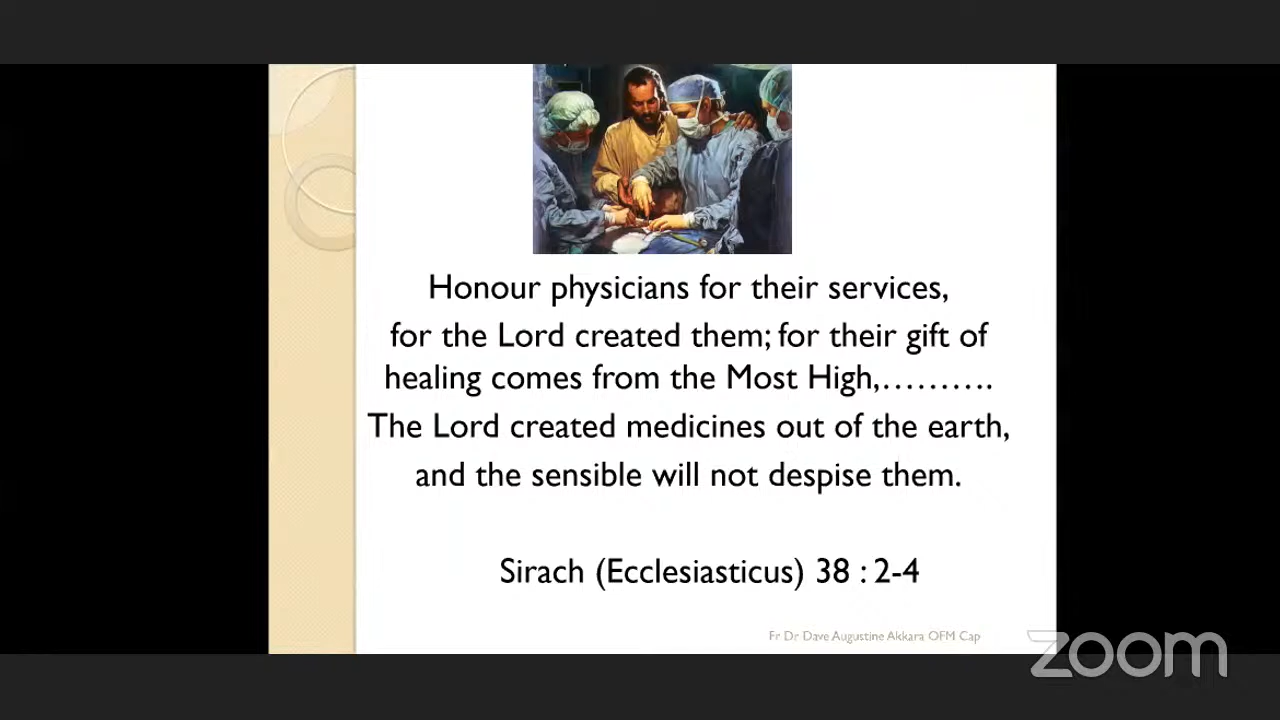 Honour physicians for their services,
for the Lord created them; for their gift of
healing comes from the Most High,……….
The Lord created medicines out of the earth,
and the sensible will not despise them.
Sirach (Ecclesiasticus) 38 : 2-4
Fr Dr Dave Augustine Akkara OFM Cap
zoom